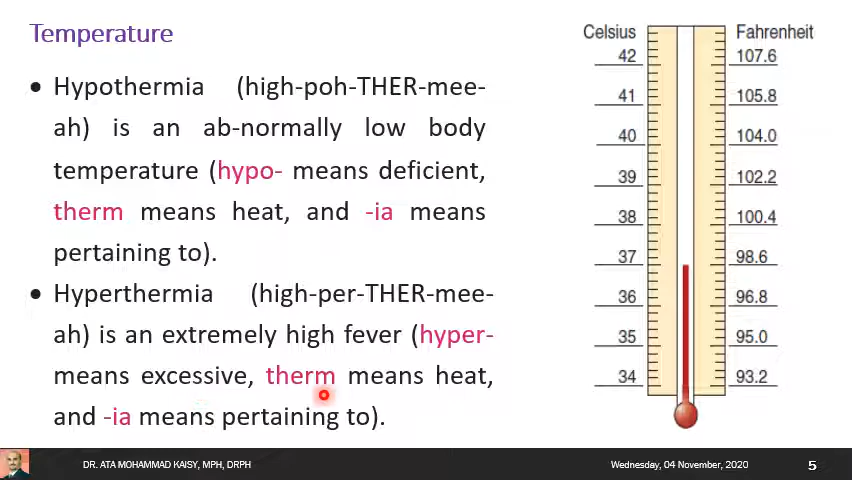 Temperature
• Hypothermia (high-poh-THER-mee-
ah) is an ab-normally low body
temperature (hypo- means deficient,
therm means heat, and -ia means
pertaining to).
• Hyperthermia (high-per-THER-mee-
ah) is an extremely high fever (hyper-
means excessive, therm means heat,
and -ia means pertaining to).
Celsius Fahrenheit
42 107.6
41 105.8
40 104.0
39 102.2
38 100.4
37 98.6
36 96.8
35 95.0
34 93.2
DR. ATA MOHAMMAD KAISY, MPH, DRPH Wednesday, 04 November, 2020 5